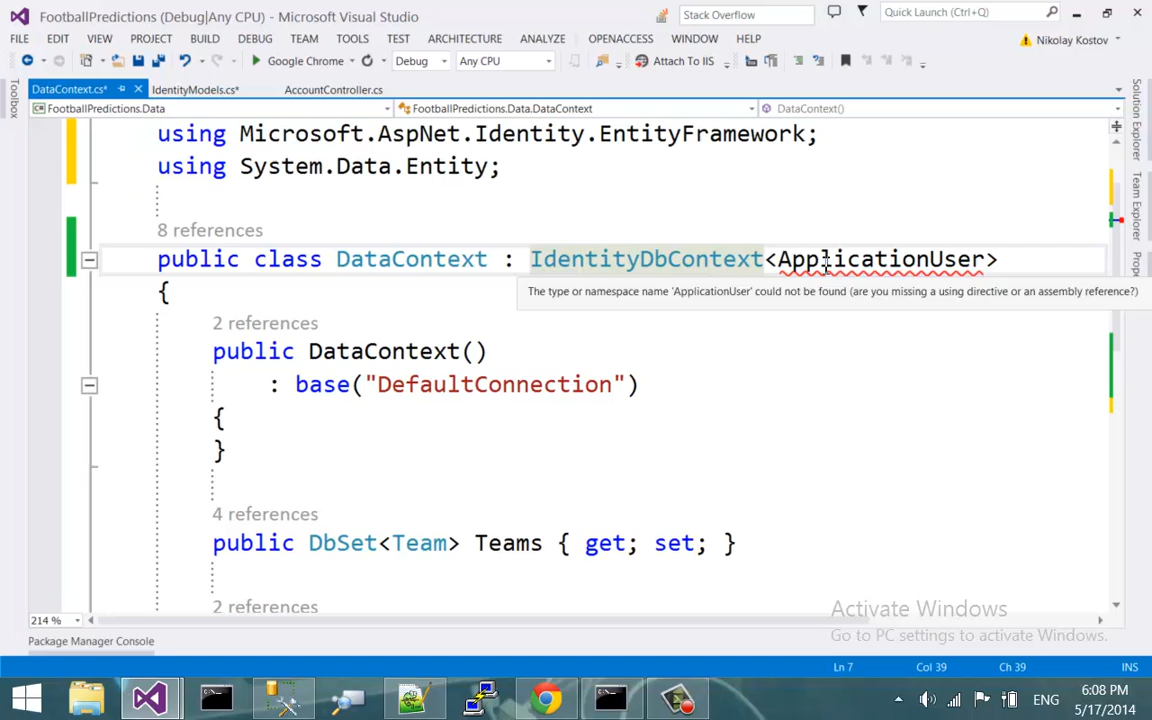 FootballPredictions (Debug|Any CPU) - Microsoft Visual Studio
Stack Overflow
Quick Launch (Ctrl+Q)
FILE EDIT VIEW PROJECT BUILD DEBUG TEAM TOOLS TEST ARCHITECTURE ANALYZE OPENACCESS WINDOW HELP
Nikolay Kostov
Google Chrome Debug Any CPU Attach To IIS
Toolbox
DataContext.cs* IdentityModels.cs* AccountController.cs
FootballPredictions.Data FootballPredictions.Data.DataContext DataContext()
Solution Explorer
Team Explorer
using Microsoft.AspNet.Identity.EntityFramework;
using System.Data.Entity;
8 references
public class DataContext : IdentityDbContext<ApplicationUser>
{
The type or namespace name 'ApplicationUser' could not be found (are you missing a using directive or an assembly reference?)
2 references
public DataContext()
: base("DefaultConnection")
{
}
4 references
public DbSet<Team> Teams { get; set; }
2 references
Activate Windows
Go to PC settings to activate Windows.
214 %
Package Manager Console
Ln 7 Col 39 Ch 39 INS
ENG
6:08 PM
5/17/2014